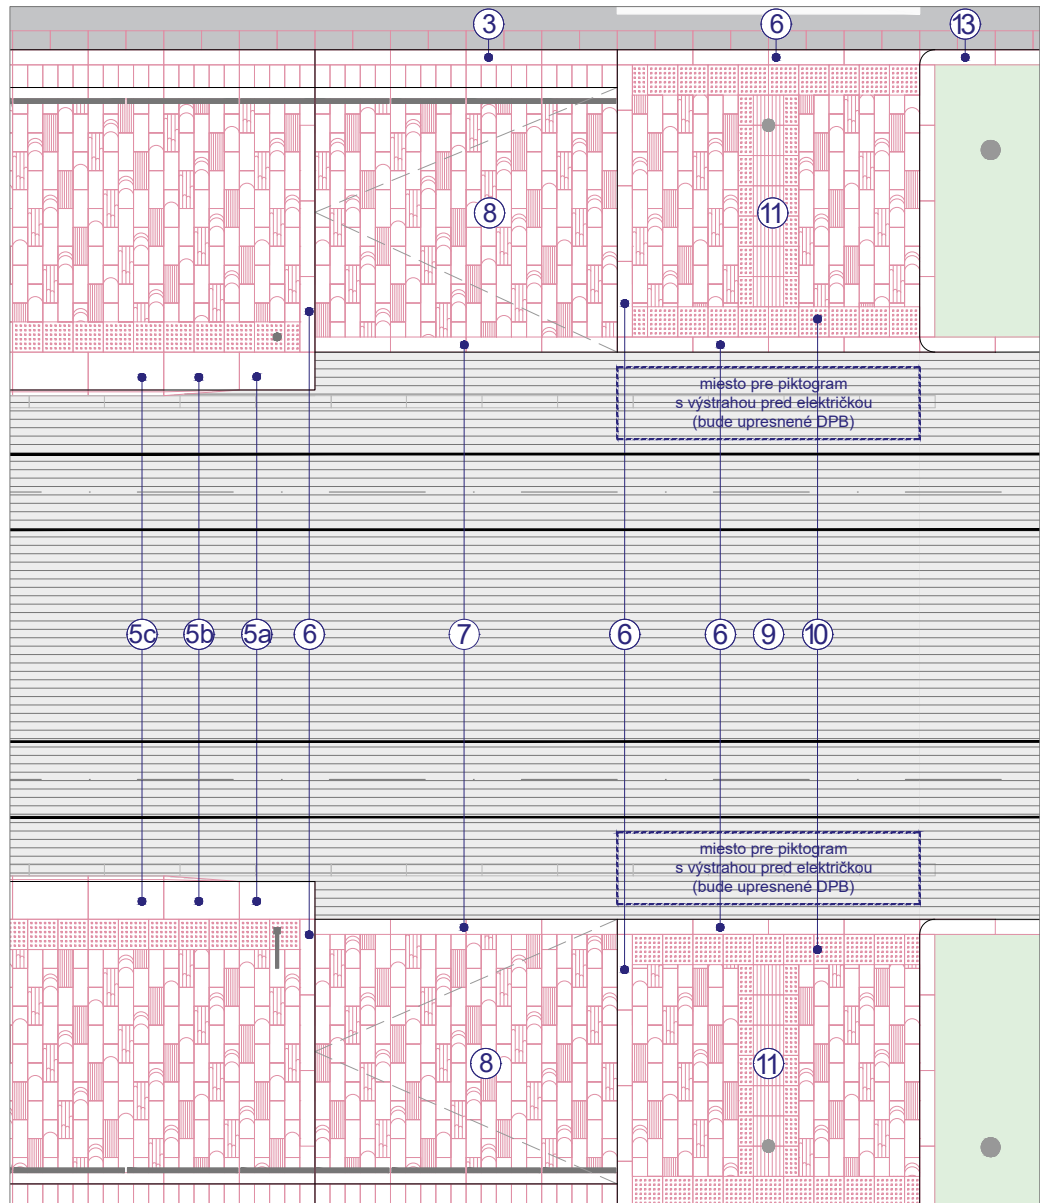 3
6
13
8
11
miesto pre piktogram
s výstrahou pred električkou
(bude upresnené DPB)
5c
5b
5a
6
7
6
6
9
10
miesto pre piktogram
s výstrahou pred električkou
(bude upresnené DPB)
8
11